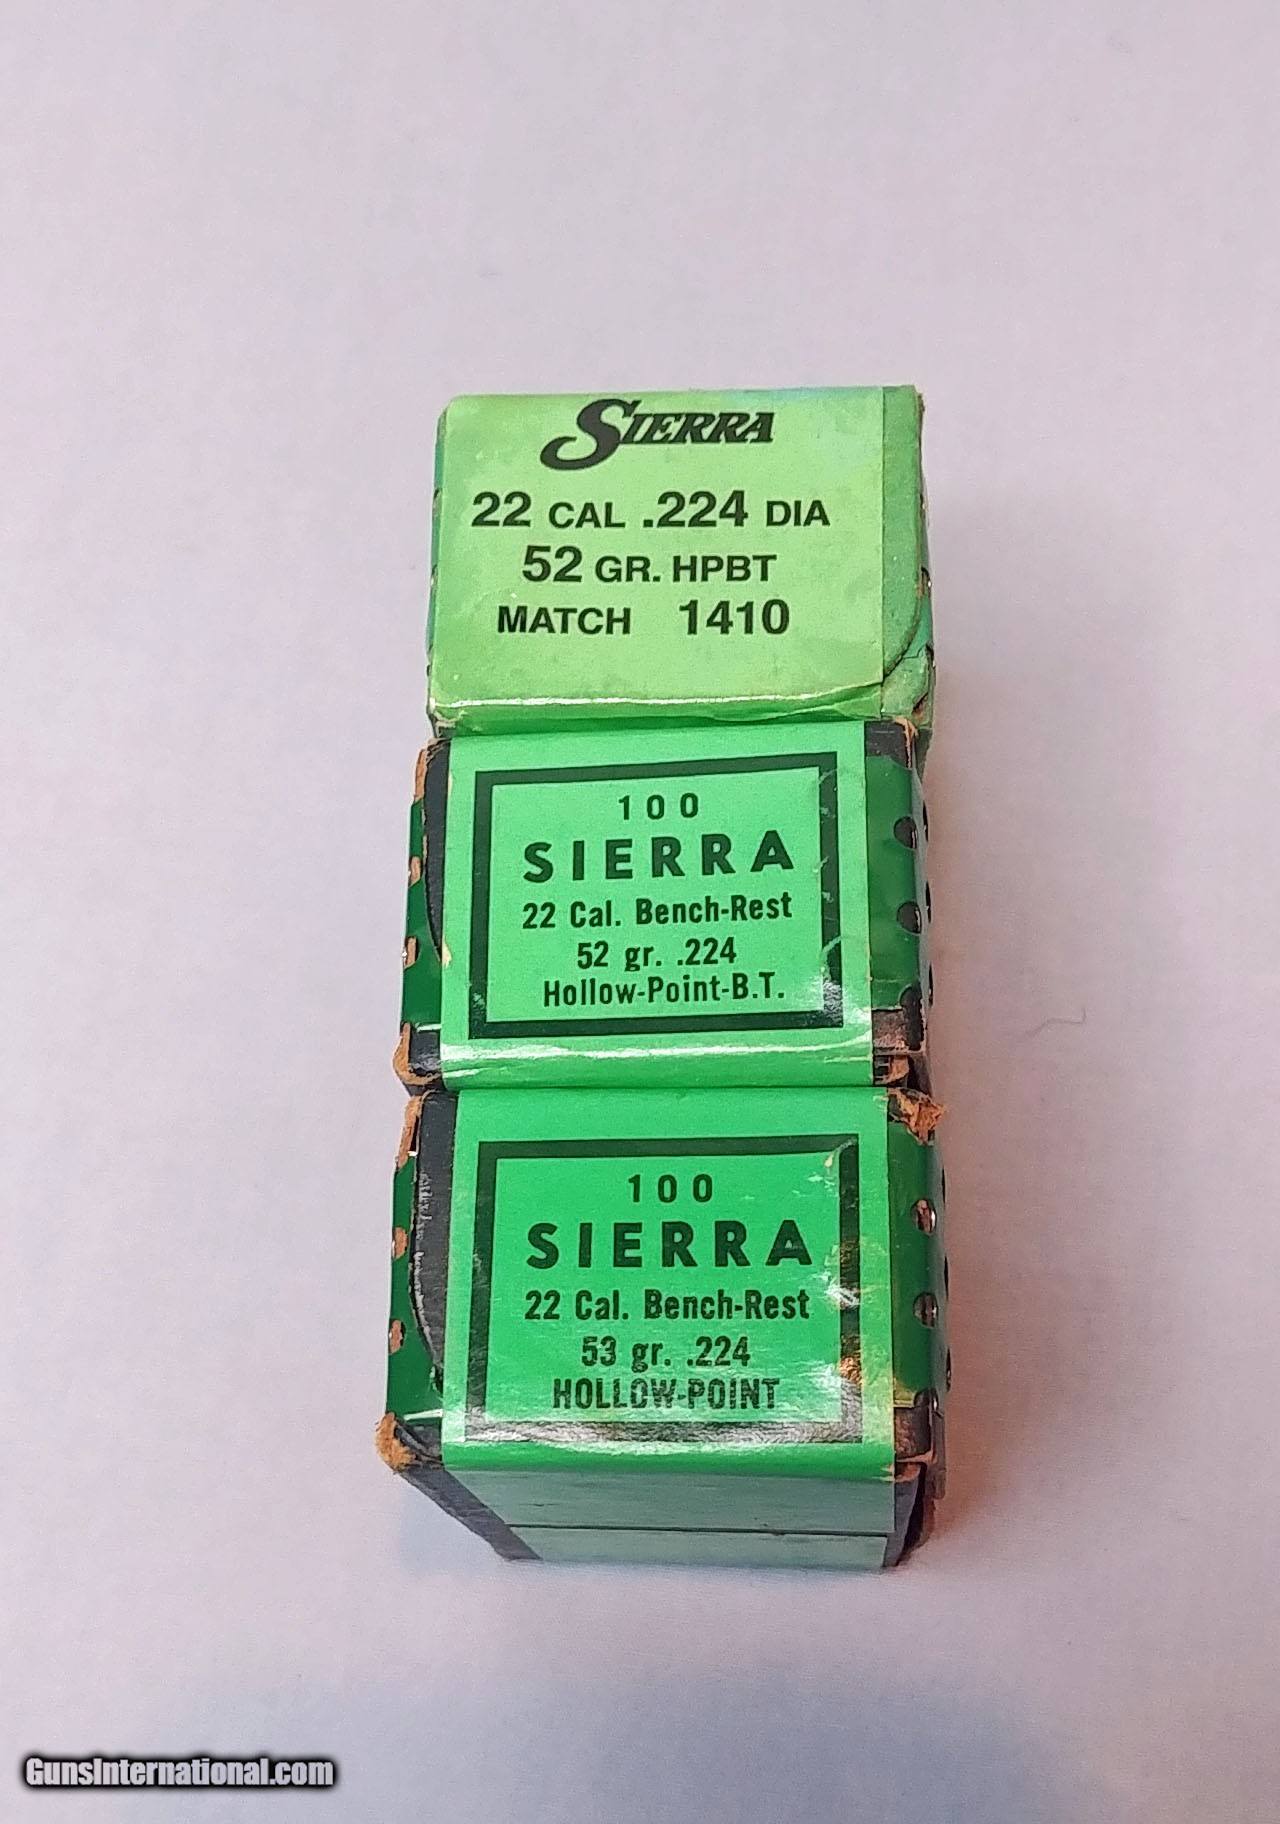 SIERRA
22 CAL .224 DIA
52 GR. HPBT
MATCH 1410
100
SIERRA
22 Cal. Bench-Rest
52 gr. .224
Hollow-Point-B.T.
100
SIERRA
22 Cal. Bench-Rest
53 gr. .224
HOLLOW-POINT
GunsInternational.com